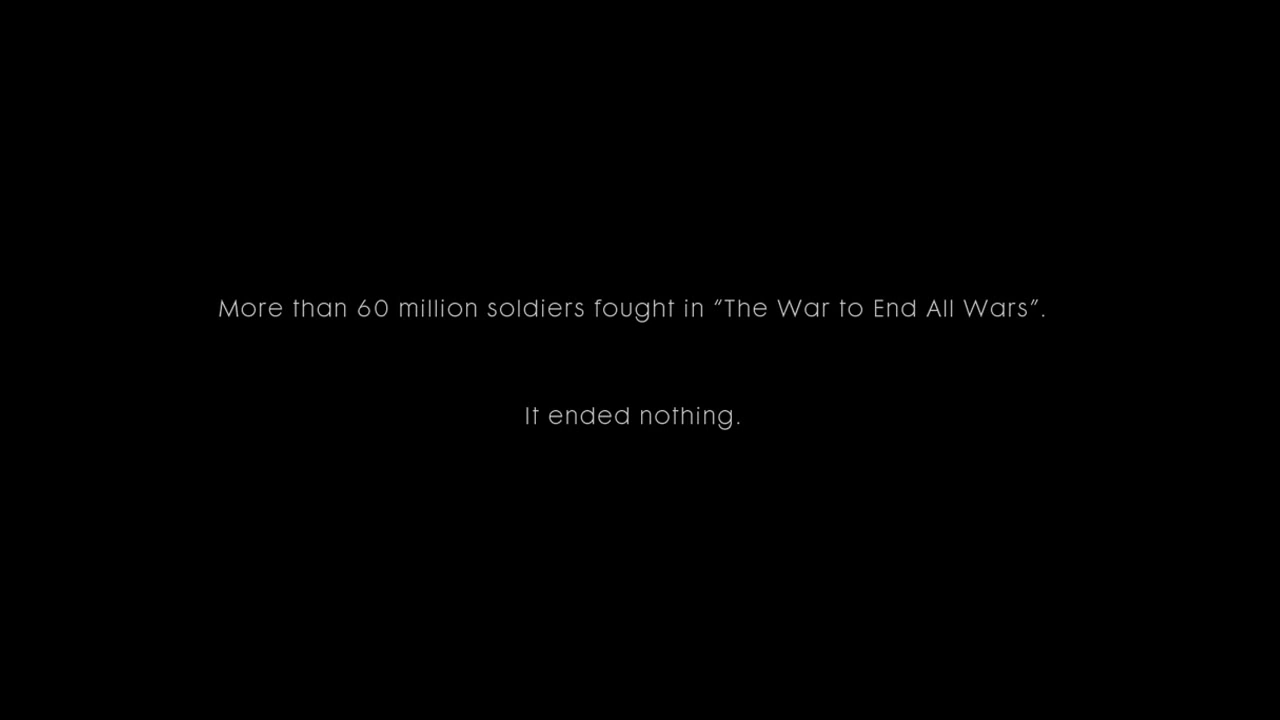 More than 60 million soldiers fought in “The War to End All Wars”.
It ended nothing.